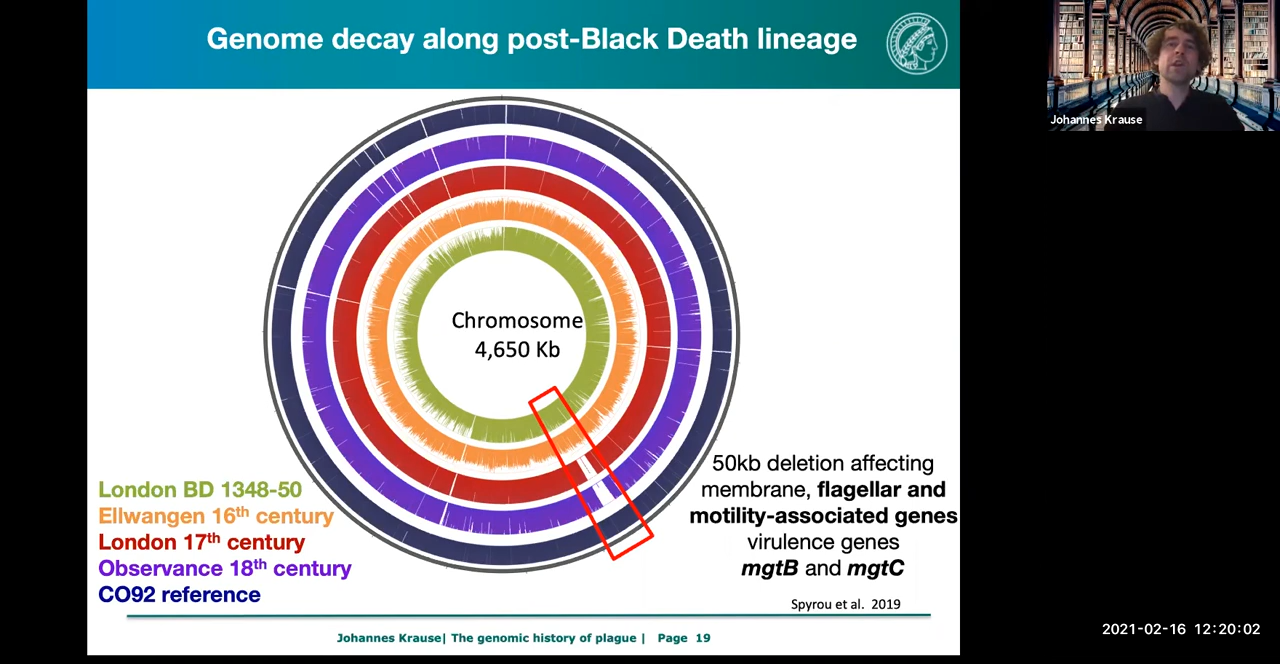 Genome decay along post-Black Death lineage
Johannes Krause
Chromosome
4,650 Kb
London BD 1348-50
Ellwangen 16th century
London 17th century
Observance 18th century
CO92 reference
50kb deletion affecting
membrane, flagellar and
motility-associated genes
virulence genes
mgtB and mgtC
Spyrou et al. 2019
Johannes Krause| The genomic history of plague | Page 19
2021-02-16 12:20:02